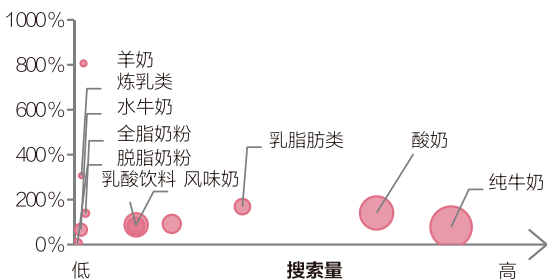 1000%
800%
600%
400%
200%
0%
羊奶
炼乳类
水牛奶
全脂奶粉
脱脂奶粉
乳酸饮料 风味奶
乳脂肪类
酸奶
纯牛奶
低 搜索量 高